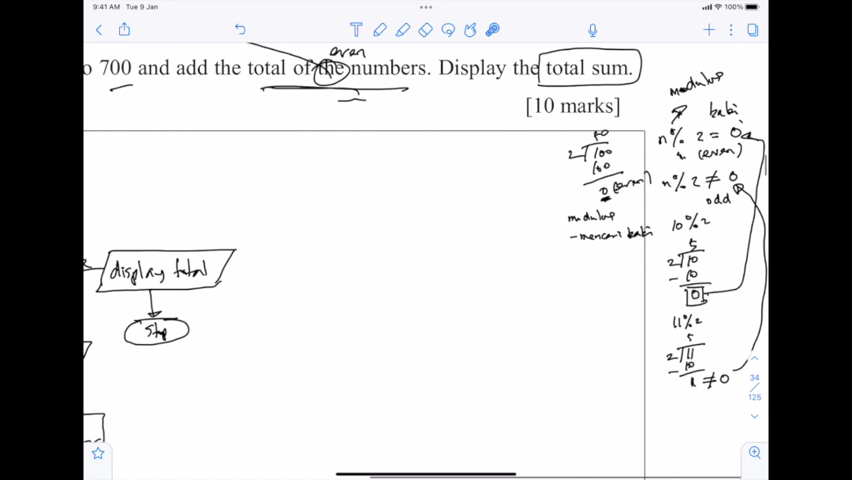 9:41 AM Tue 9 Jan
100%
even
o 700 and add the total of the numbers. Display the total sum.
[10 marks]
modulus
baki
n % 2 = 0
(even)
n % 2 ≠ 0
odd
10 % 2
5
2 10
- 10
0
11 % 2
5
2 11
- 10
1 ≠ 0
2 100
100
0 (even)
modulus
- mencari baki
display total
Stop
34
125